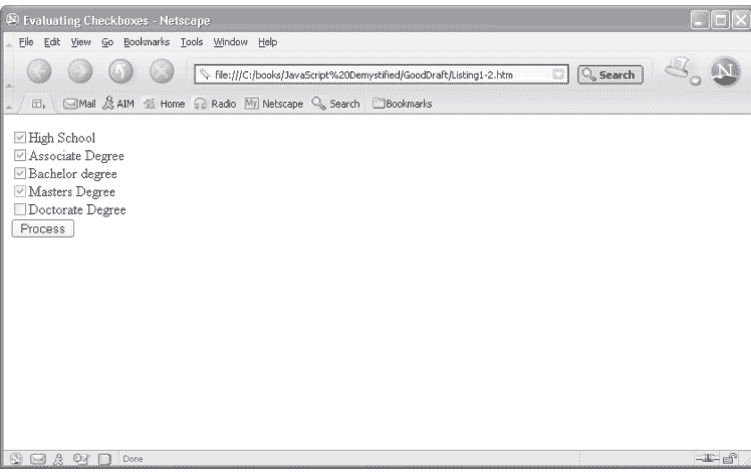 Evaluating Checkboxes - Netscape
File Edit View Go Bookmarks Tools Window Help
file:///C:/books/JavaScript%20Demystified/GoodDraft/Listing1-2.htm Search N
Mail AIM Home Radio My Netscape Search Bookmarks
High School
Associate Degree
Bachelor degree
Masters Degree
Doctorate Degree
Process
Done